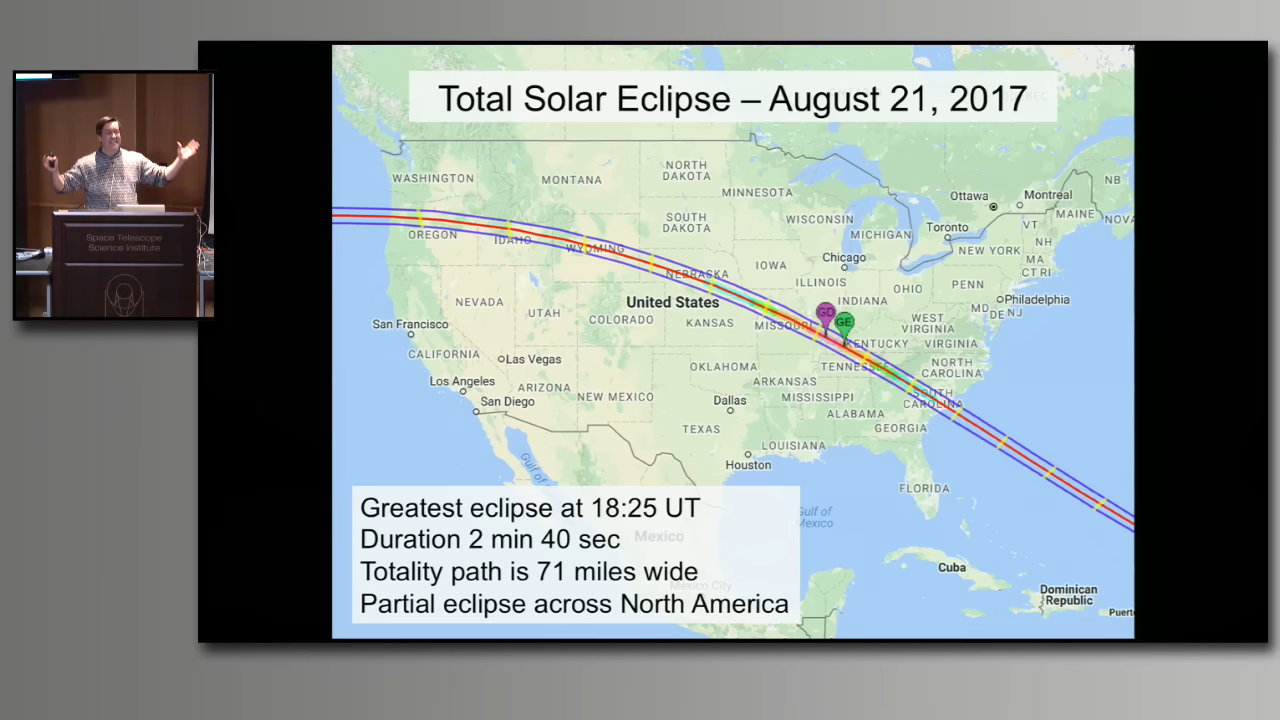 Total Solar Eclipse – August 21, 2017
WASHINGTON
MONTANA
NORTH
DAKOTA
MINNESOTA
Ottawa
Montreal
NB
MAINE
NOVA
OREGON
IDAHO
WYOMING
SOUTH
DAKOTA
WISCONSIN
MICHIGAN
Toronto
VT
NH
NEW YORK
MA
CT RI
NEBRASKA
IOWA
Chicago
ILLINOIS
INDIANA
OHIO
PENN
Philadelphia
MD
DE
NJ
NEVADA
UTAH
United States
COLORADO
KANSAS
MISSOURI
GD
GE
WEST
VIRGINIA
KENTUCKY
VIRGINIA
San Francisco
CALIFORNIA
Las Vegas
Los Angeles
San Diego
ARIZONA
NEW MEXICO
OKLAHOMA
ARKANSAS
TENNESSEE
NORTH
CAROLINA
MISSISSIPPI
SOUTH
CAROLINA
Dallas
ALABAMA
GEORGIA
TEXAS
LOUISIANA
Houston
FLORIDA
Gulf of
Gulf of
Mexico
Mexico
Mexico City
Cuba
Dominican
Republic
Puert
Greatest eclipse at 18:25 UT
Duration 2 min 40 sec
Totality path is 71 miles wide
Partial eclipse across North America
Space Telescope
Science Institute